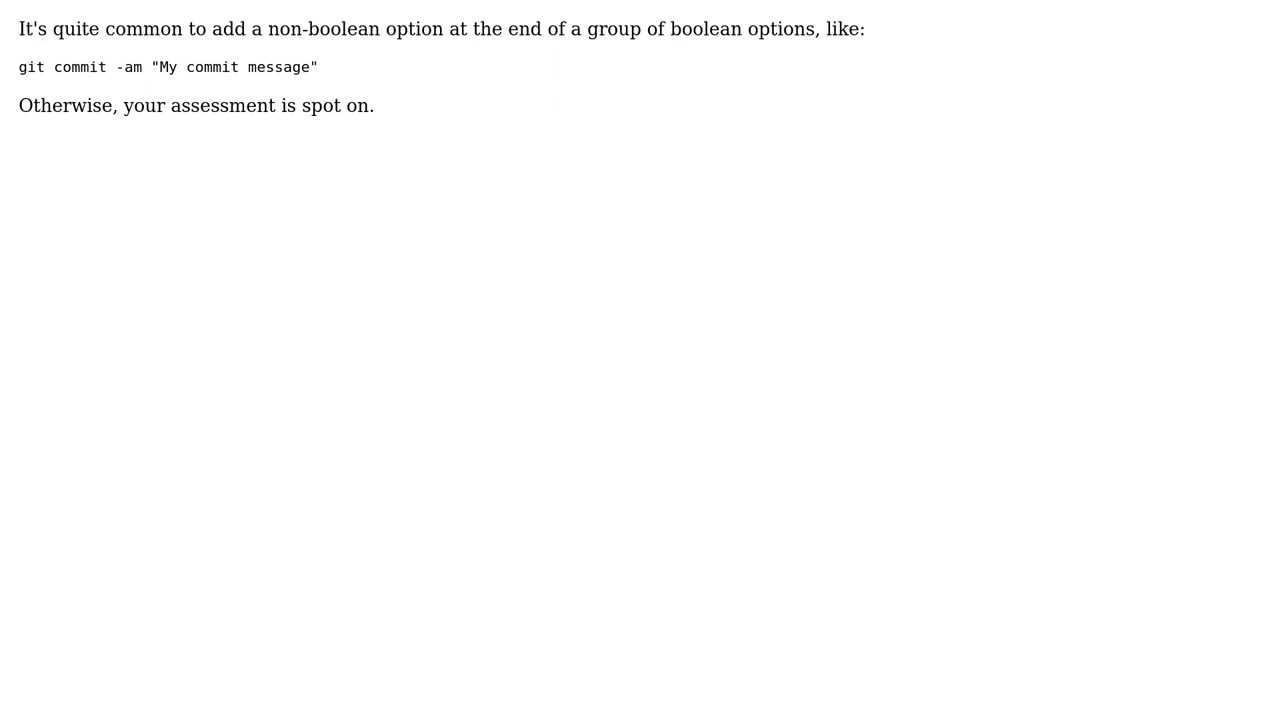 It's quite common to add a non-boolean option at the end of a group of boolean options, like:
git commit -am "My commit message"
Otherwise, your assessment is spot on.